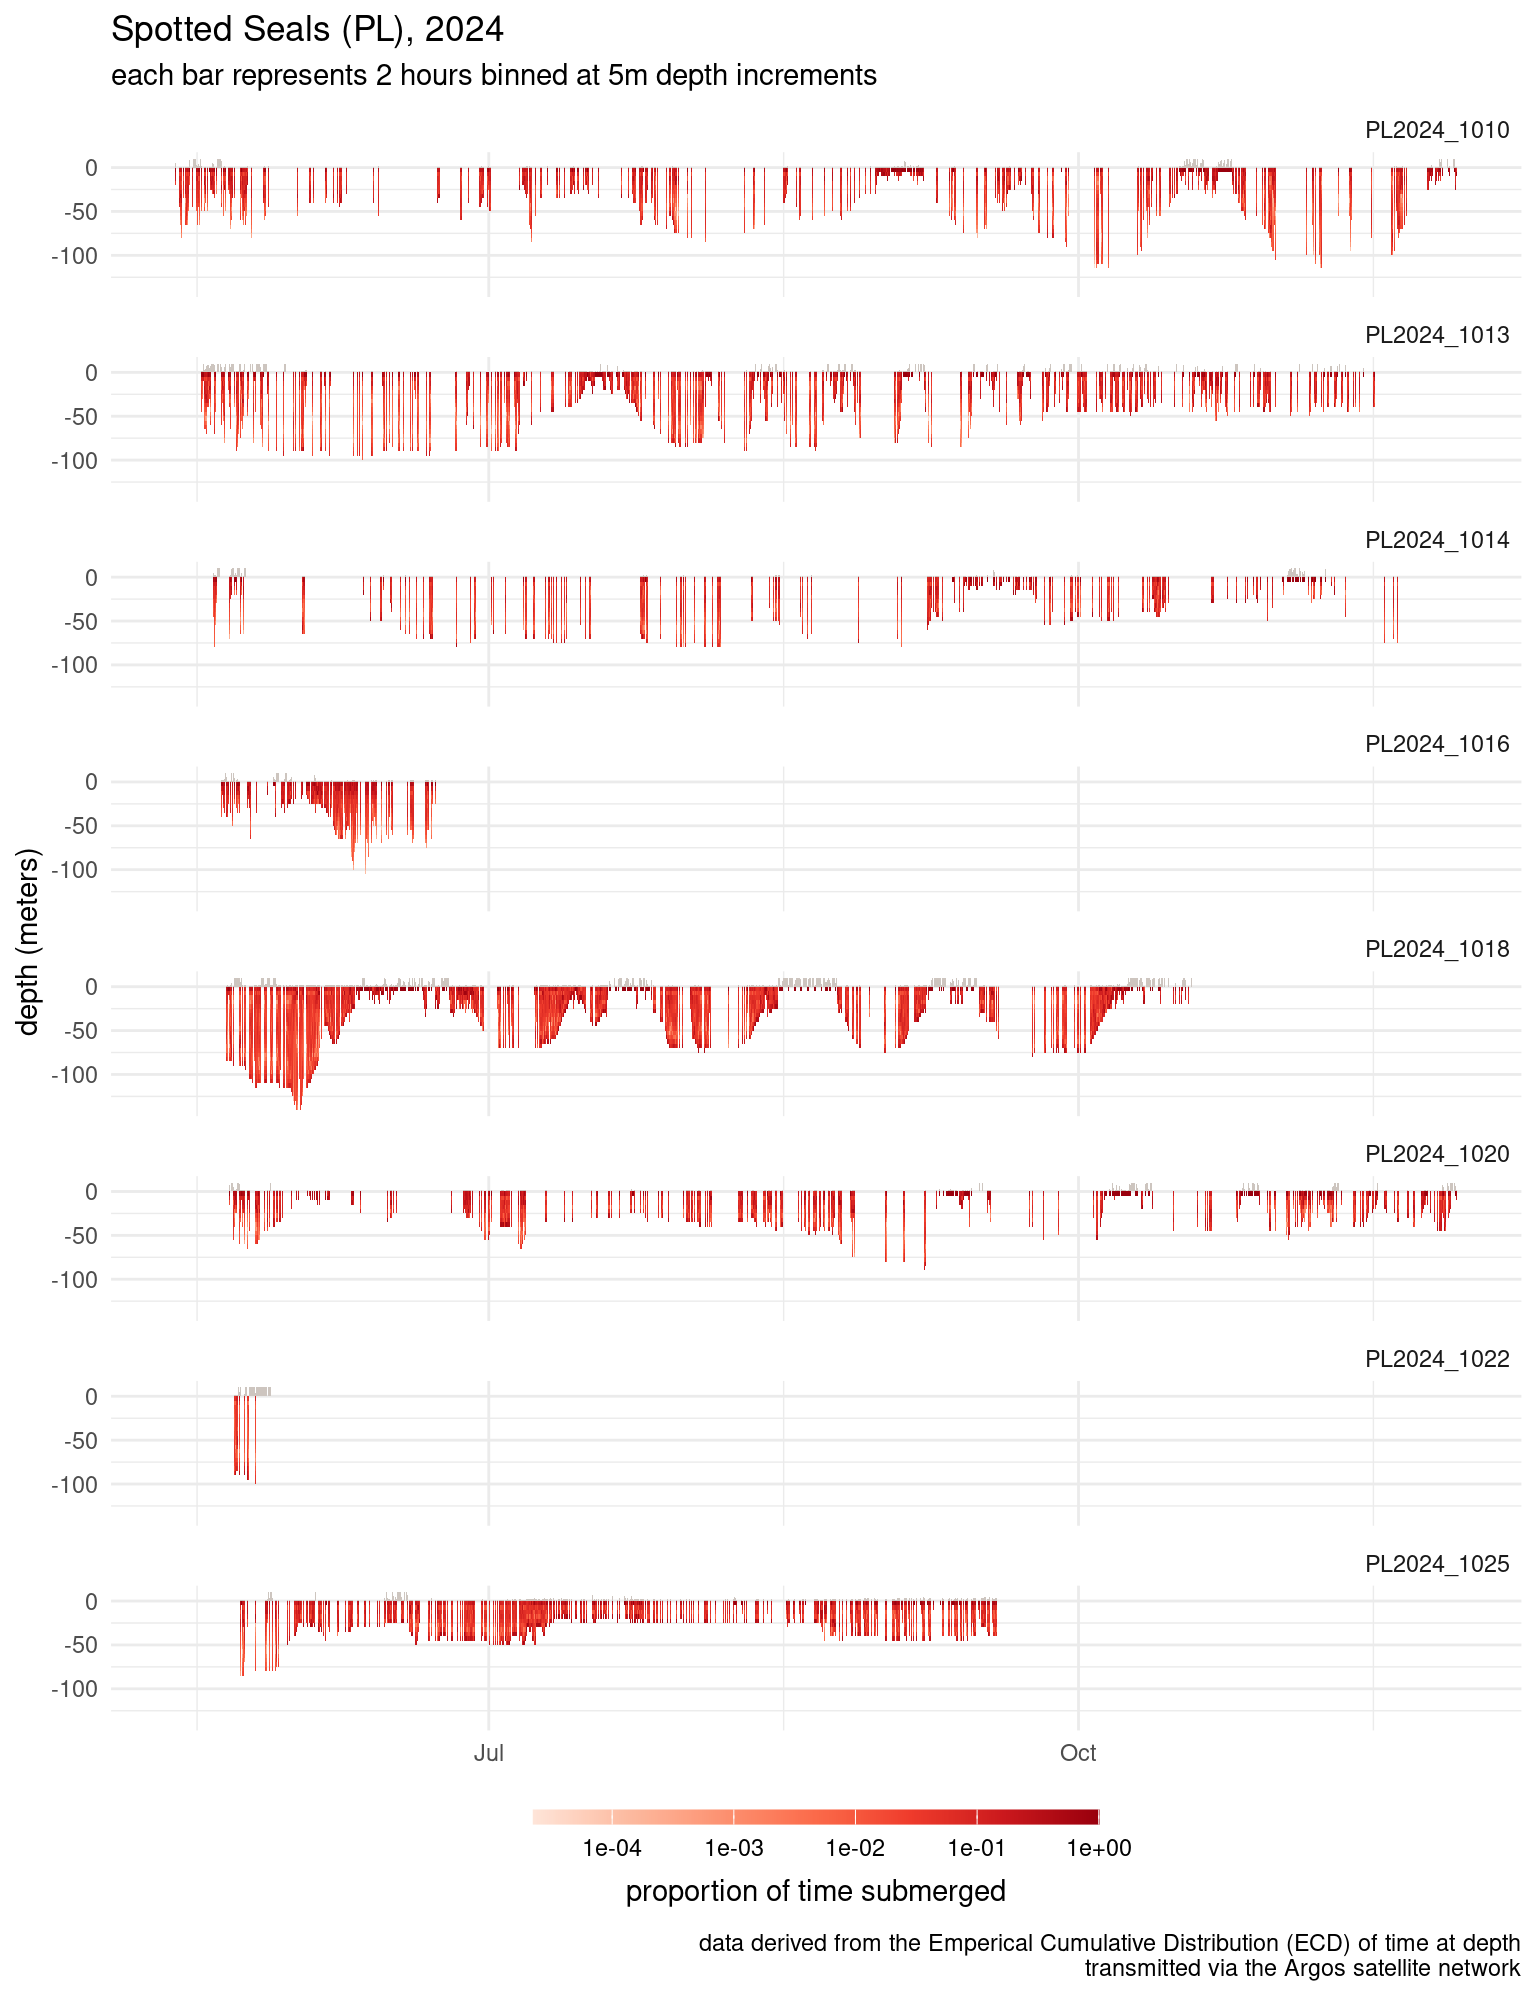 Spotted Seals (PL), 2024
each bar represents 2 hours binned at 5m depth increments
PL2024_1010
0
-50
-100
PL2024_1013
0
-50
-100
PL2024_1014
0
-50
-100
PL2024_1016
0
-50
-100
depth (meters)
PL2024_1018
0
-50
-100
PL2024_1020
0
-50
-100
PL2024_1022
0
-50
-100
PL2024_1025
0
-50
-100
Jul Oct
1e-04 1e-03 1e-02 1e-01 1e+00
proportion of time submerged
data derived from the Emperical Cumulative Distribution (ECD) of time at depth
transmitted via the Argos satellite network